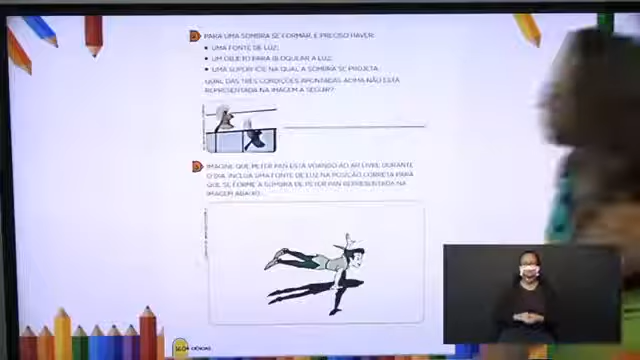 PARA UMA SOMBRA SE FORMAR, É PRECISO HAVER:
• UMA FONTE DE LUZ;
• UM OBJETO PARA BLOQUEAR A LUZ;
• UMA SUPERFÍCIE NA QUAL A SOMBRA SE PROJETA.
QUAL DAS TRÊS CONDIÇÕES APONTADAS ACIMA NÃO ESTÁ
REPRESENTADA NA IMAGEM A SEGUIR?
IMAGINE QUE PETER PAN ESTÁ VOANDO AO AR LIVRE DURANTE
O DIA. INCLUA UMA FONTE DE LUZ NA POSIÇÃO CORRETA PARA
QUE SE FORME A SOMBRA DE PETER PAN REPRESENTADA NA
IMAGEM ABAIXO.
CIÊNCIAS